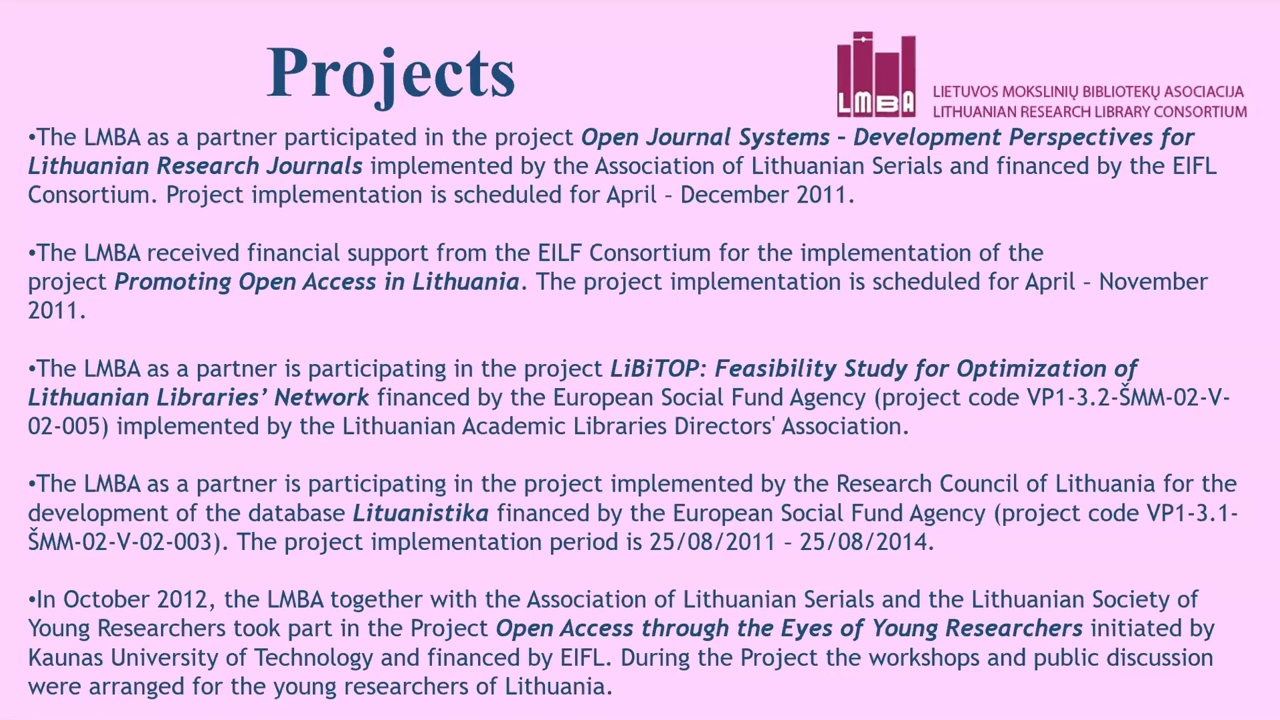 Projects
LMBA
LIETUVOS MOKSLINIŲ BIBLIOTEKŲ ASOCIACIJA
LITHUANIAN RESEARCH LIBRARY CONSORTIUM
•The LMBA as a partner participated in the project Open Journal Systems – Development Perspectives for
Lithuanian Research Journals implemented by the Association of Lithuanian Serials and financed by the EIFL
Consortium. Project implementation is scheduled for April – December 2011.
•The LMBA received financial support from the EILF Consortium for the implementation of the
project Promoting Open Access in Lithuania. The project implementation is scheduled for April – November
2011.
•The LMBA as a partner is participating in the project LiBiTOP: Feasibility Study for Optimization of
Lithuanian Libraries’ Network financed by the European Social Fund Agency (project code VP1-3.2-ŠMM-02-V-
02-005) implemented by the Lithuanian Academic Libraries Directors' Association.
•The LMBA as a partner is participating in the project implemented by the Research Council of Lithuania for the
development of the database Lituanistika financed by the European Social Fund Agency (project code VP1-3.1-
ŠMM-02-V-02-003). The project implementation period is 25/08/2011 – 25/08/2014.
•In October 2012, the LMBA together with the Association of Lithuanian Serials and the Lithuanian Society of
Young Researchers took part in the Project Open Access through the Eyes of Young Researchers initiated by
Kaunas University of Technology and financed by EIFL. During the Project the workshops and public discussion
were arranged for the young researchers of Lithuania.